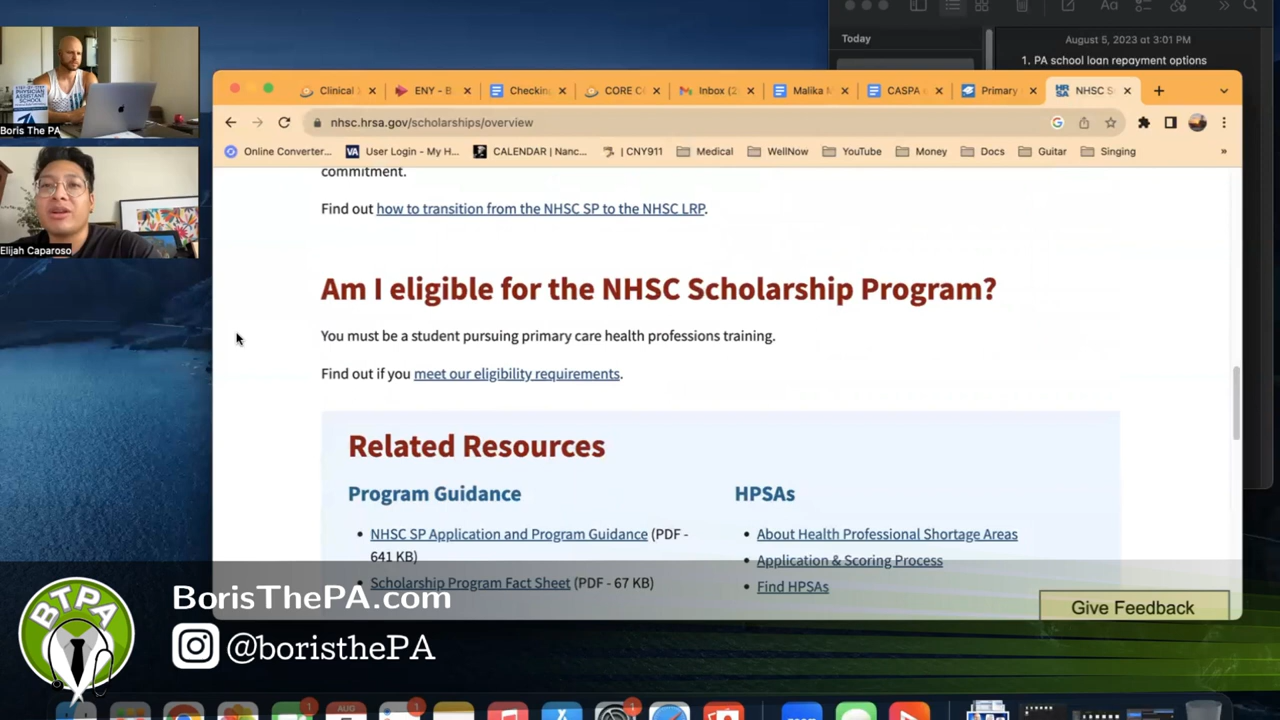 Today
August 5, 2023 at 3:01 PM
1. PA school loan repayment options
PHYSICIAN
ASSISTANT
SCHOOL
Boris The PA
Elijah Caparoso
Clinical
ENY - B
Checking
CORE C
Inbox (2
Malika M
CASPA
Primary
NHSC S
nhsc.hrsa.gov/scholarships/overview
Online Converter...
User Login - My H...
CALENDAR | Nanc...
| CNY911
Medical
WellNow
YouTube
Money
Docs
Guitar
Singing
»
commitment.
Find out how to transition from the NHSC SP to the NHSC LRP.
Am I eligible for the NHSC Scholarship Program?
You must be a student pursuing primary care health professions training.
Find out if you meet our eligibility requirements.
Related Resources
Program Guidance
• NHSC SP Application and Program Guidance (PDF -
641 KB)
• Scholarship Program Fact Sheet (PDF - 67 KB)
HPSAs
• About Health Professional Shortage Areas
• Application & Scoring Process
• Find HPSAs
Give Feedback
BTPA
BorisThePA.com
@boristhePA
AUG